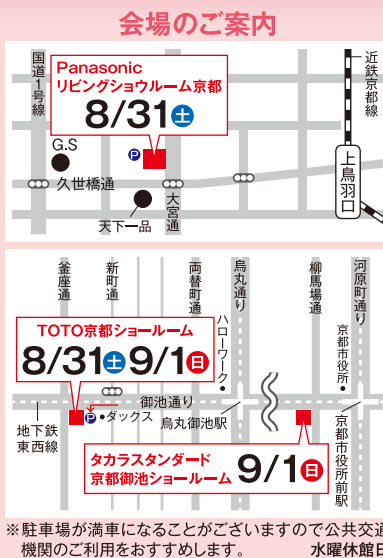 会場のご案内
国道1号線
Panasonic
リビングショウルーム京都
8/31土
近鉄京都線
G.S
P
久世橋通
上鳥羽口
天下一品
大宮通
釜座通
新町通
両替町通
烏丸通り
柳馬場通
河原町通り
TOTO京都ショールーム
8/31土9/1日
ハローワーク
京都市役所
御池通り
P
ダックス
烏丸御池駅
地下鉄
東西線
京都市役所前駅
タカラスタンダード
京都御池ショールーム
9/1日
※駐車場が満車になることがございますので公共交通
機関のご利用をおすすめします。
水曜休館日